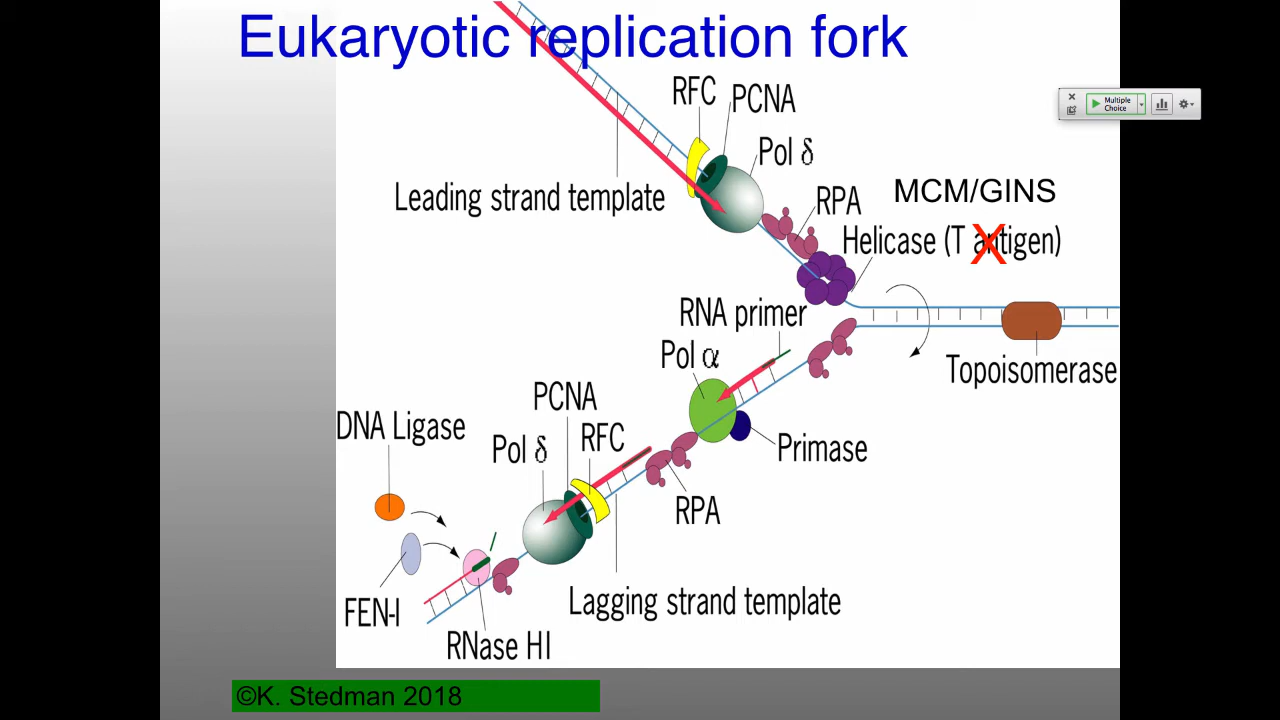 Eukaryotic replication fork
RFC
PCNA
Multiple
Choice
Pol δ
Leading strand template
RPA
MCM/GINS
Helicase (T antigen)
X
RNA primer
Pol α
Topoisomerase
PCNA
DNA Ligase
Pol δ
RFC
Primase
RPA
FEN-I
Lagging strand template
RNase HI
©K. Stedman 2018